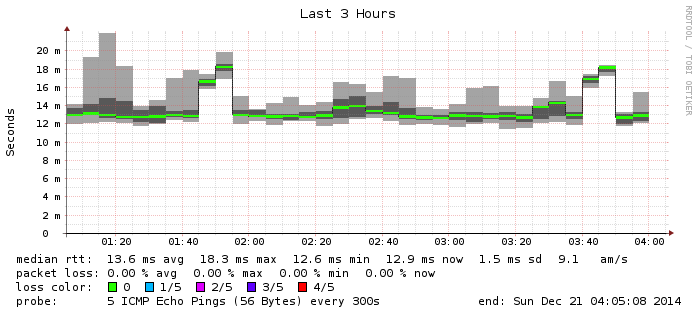 Last 3 Hours
RRDTOOL / TOBI OETIKER
Seconds
20 m
18 m
16 m
14 m
12 m
10 m
8 m
6 m
4 m
2 m
0
01:20 01:40 02:00 02:20 02:40 03:00 03:20 03:40 04:00
median rtt: 13.6 ms avg 18.3 ms max 12.6 ms min 12.9 ms now 1.5 ms sd 9.1 am/s
packet loss: 0.00 % avg 0.00 % max 0.00 % min 0.00 % now
loss color: 0 1/5 2/5 3/5 4/5
probe: 5 ICMP Echo Pings (56 Bytes) every 300s end: Sun Dec 21 04:05:08 2014